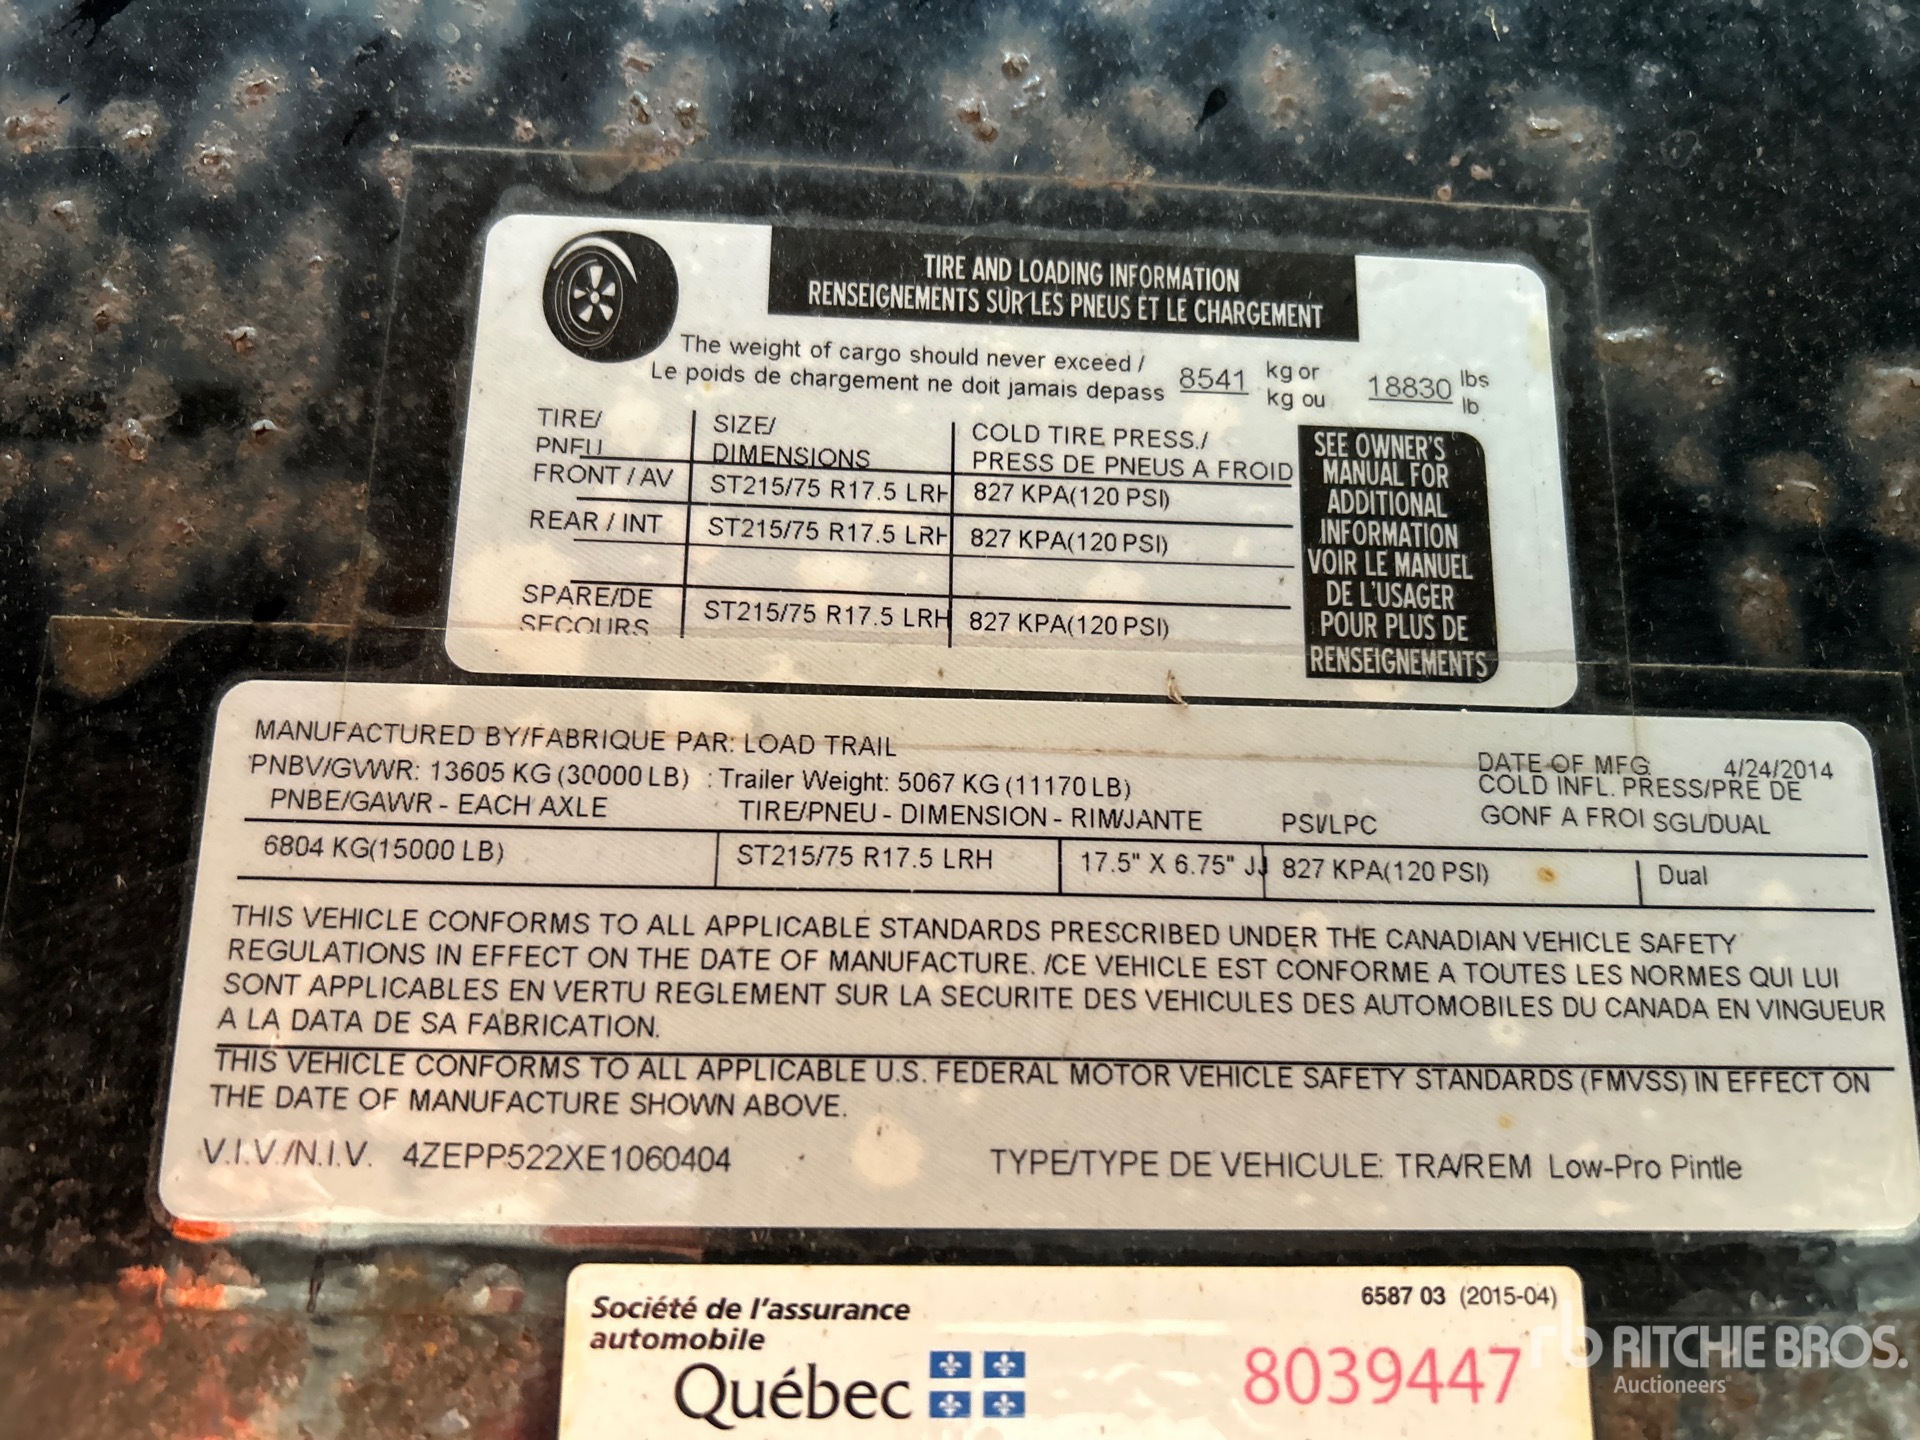 TIRE AND LOADING INFORMATION
RENSEIGNEMENTS SUR LES PNEUS ET LE CHARGEMENT
The weight of cargo should never exceed /
Le poids de chargement ne doit jamais depass 8541 kg or kg ou 18830 lbs lb
TIRE/ PNEU SIZE/ DIMENSIONS COLD TIRE PRESS./ PRESS DE PNEUS A FROID
FRONT / AV ST215/75 R17.5 LRH 827 KPA(120 PSI)
REAR / INT ST215/75 R17.5 LRH 827 KPA(120 PSI)
SPARE/DE SECOURS ST215/75 R17.5 LRH 827 KPA(120 PSI)
SEE OWNER'S
MANUAL FOR
ADDITIONAL
INFORMATION
VOIR LE MANUEL
DE L'USAGER
POUR PLUS DE
RENSEIGNEMENTS
MANUFACTURED BY/FABRIQUE PAR: LOAD TRAIL
DATE OF MFG 4/24/2014
PNBV/GVWR: 13605 KG (30000 LB) : Trailer Weight: 5067 KG (11170 LB)
COLD INFL. PRESS/PRE DE
PNBE/GAWR - EACH AXLE TIRE/PNEU - DIMENSION - RIM/JANTE PSI/LPC GONF A FROI SGL/DUAL
6804 KG(15000 LB) ST215/75 R17.5 LRH 17.5" X 6.75" JJ 827 KPA(120 PSI) Dual
THIS VEHICLE CONFORMS TO ALL APPLICABLE STANDARDS PRESCRIBED UNDER THE CANADIAN VEHICLE SAFETY
REGULATIONS IN EFFECT ON THE DATE OF MANUFACTURE. /CE VEHICLE EST CONFORME A TOUTES LES NORMES QUI LUI
SONT APPLICABLES EN VERTU REGLEMENT SUR LA SECURITE DES VEHICULES DES AUTOMOBILES DU CANADA EN VINGUEUR
A LA DATA DE SA FABRICATION.
THIS VEHICLE CONFORMS TO ALL APPLICABLE U.S. FEDERAL MOTOR VEHICLE SAFETY STANDARDS (FMVSS) IN EFFECT ON
THE DATE OF MANUFACTURE SHOWN ABOVE.
V.I.V./N.I.V. 4ZEPP522XE1060404 TYPE/TYPE DE VEHICULE: TRA/REM Low-Pro Pintle
Société de l'assurance
automobile
Québec
6587 03 (2015-04)
8039447
rb RITCHIE BROS.
Auctioneers